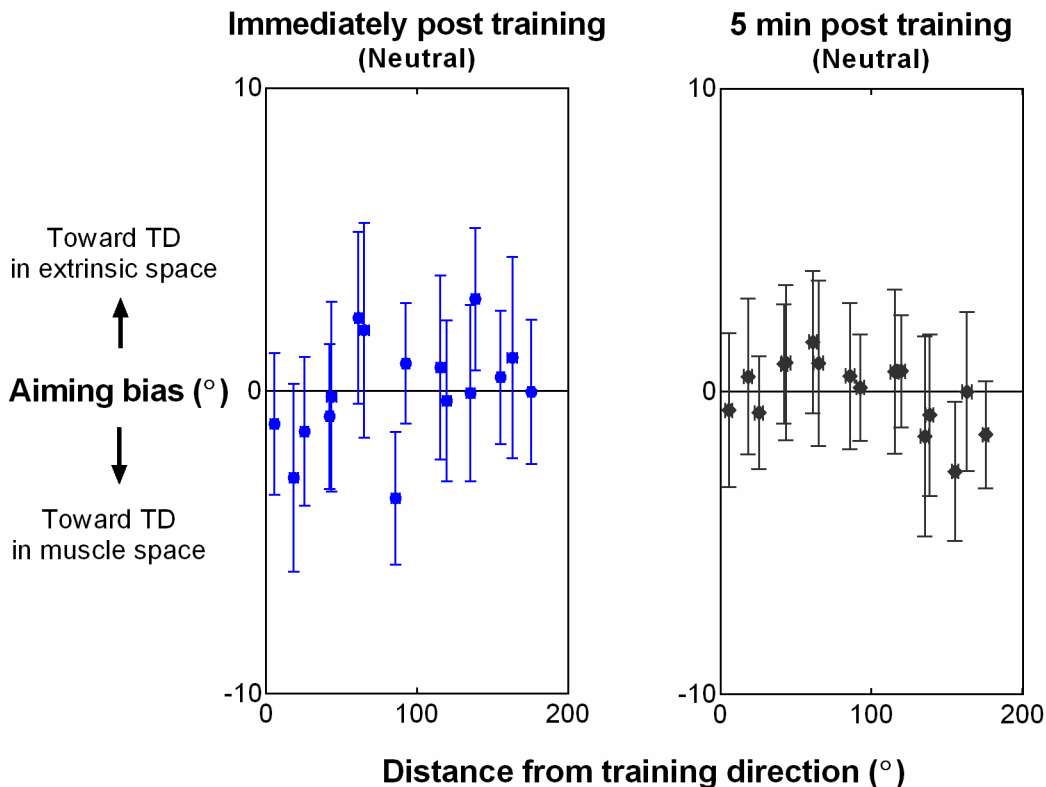 Immediately post training
(Neutral)
5 min post training
(Neutral)
10
10
Toward TD
in extrinsic space
Aiming bias (°)
0
0
Toward TD
in muscle space
-10
-10
0
100
200
0
100
200
Distance from training direction (°)